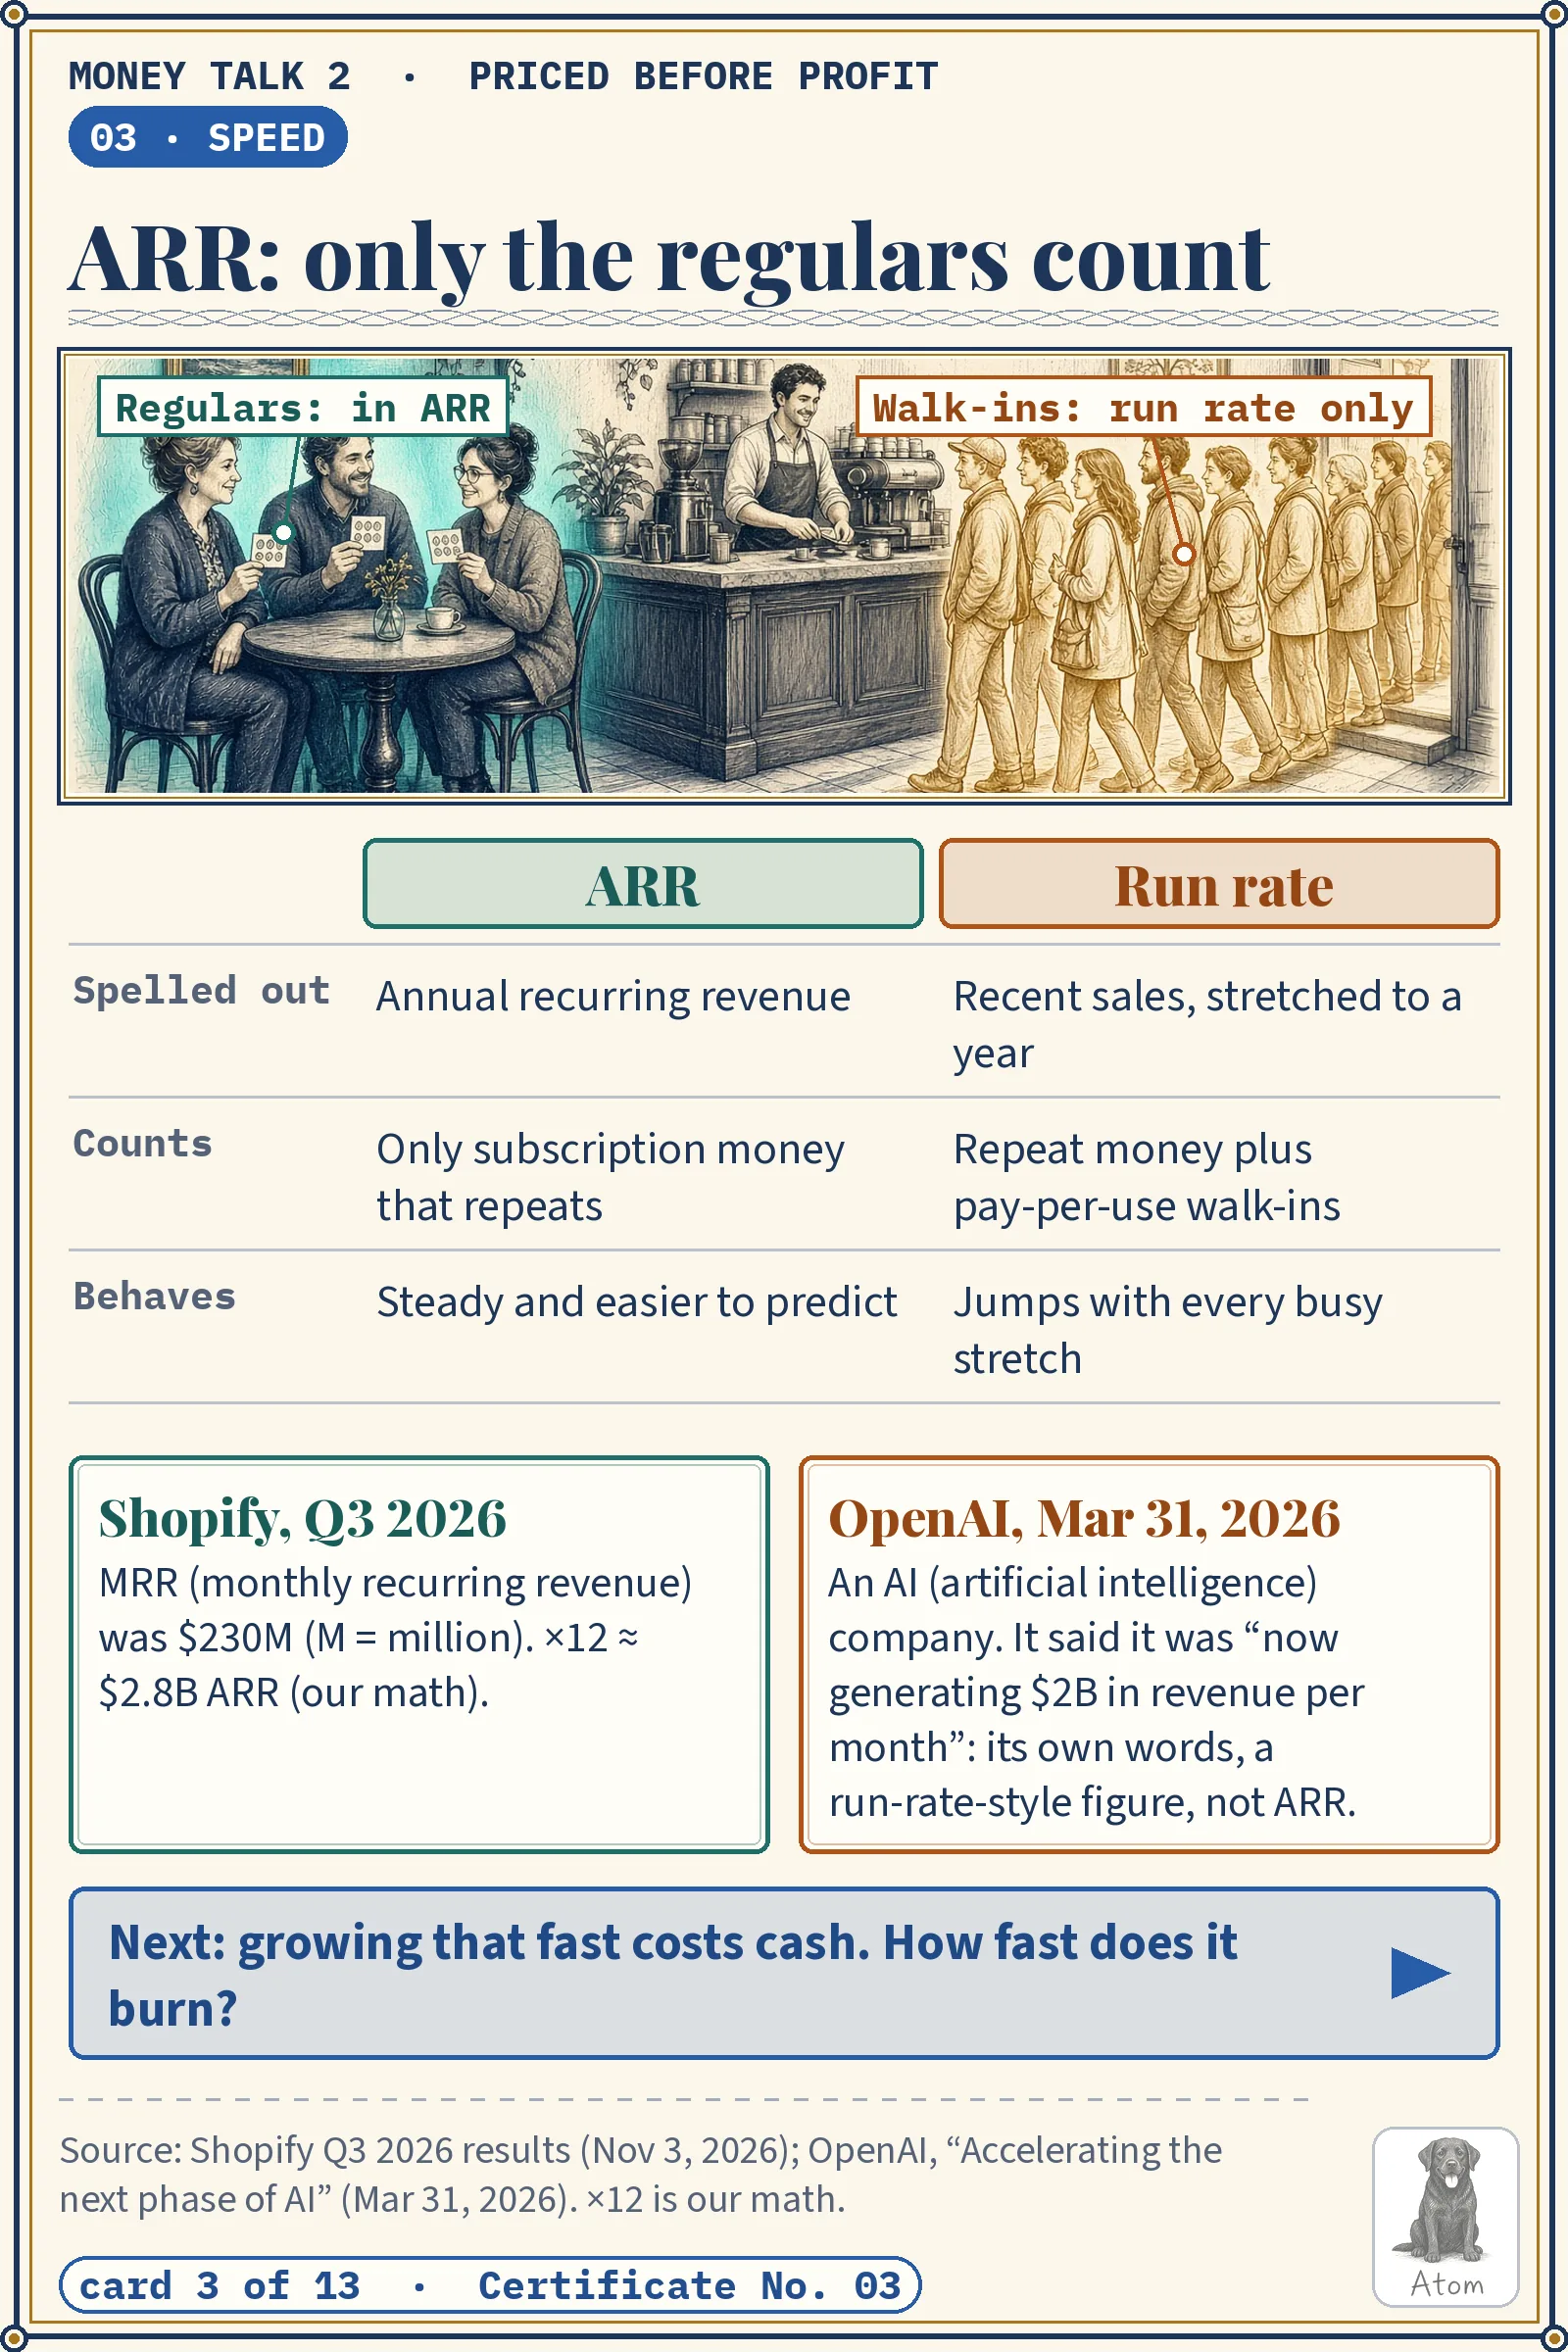 MONEY TALK 2 · PRICED BEFORE PROFIT
03 · SPEED
ARR: only the regulars count
Regulars: in ARR
Walk-ins: run rate only
ARR
Run rate
Spelled out
Annual recurring revenue
Recent sales, stretched to a
year
Counts
Only subscription money
that repeats
Repeat money plus
pay-per-use walk-ins
Behaves
Steady and easier to predict
Jumps with every busy
stretch
Shopify, Q3 2026
MRR (monthly recurring revenue)
was $230M (M = million). ×12 ≈
$2.8B ARR (our math).
OpenAI, Mar 31, 2026
An AI (artificial intelligence)
company. It said it was “now
generating $2B in revenue per
month”: its own words, a
run-rate-style figure, not ARR.
Next: growing that fast costs cash. How fast does it
burn?
Source: Shopify Q3 2026 results (Nov 3, 2026); OpenAI, “Accelerating the
next phase of AI” (Mar 31, 2026). ×12 is our math.
card 3 of 13 · Certificate No. 03
Atom